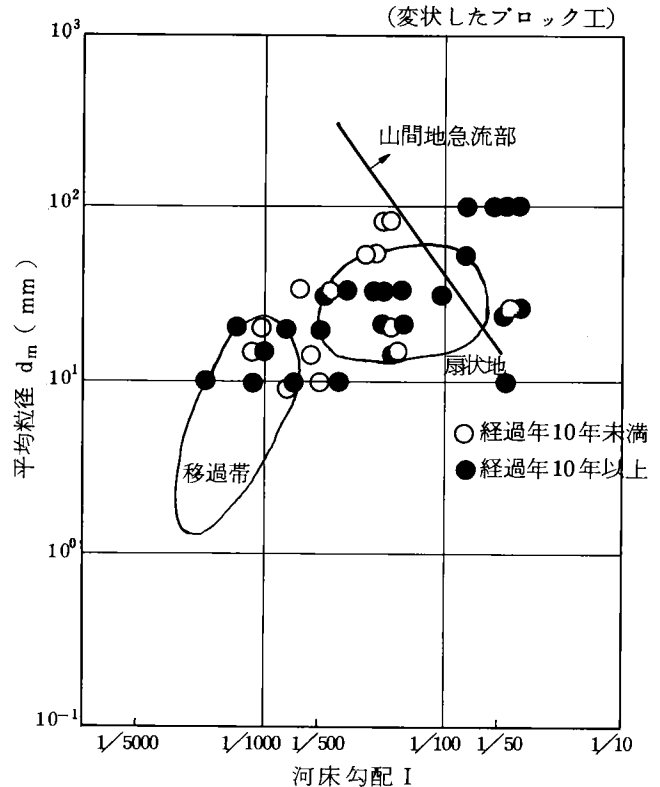 (変状したブロック工)
10³
山間地急流部
10²
平均粒径 dm (mm)
扇状地
10¹
○ 経過年10年未満
● 経過年10年以上
移過帯
10⁰
10⁻¹
1/5000 1/1000 1/500 1/100 1/50 1/10
河床勾配 I